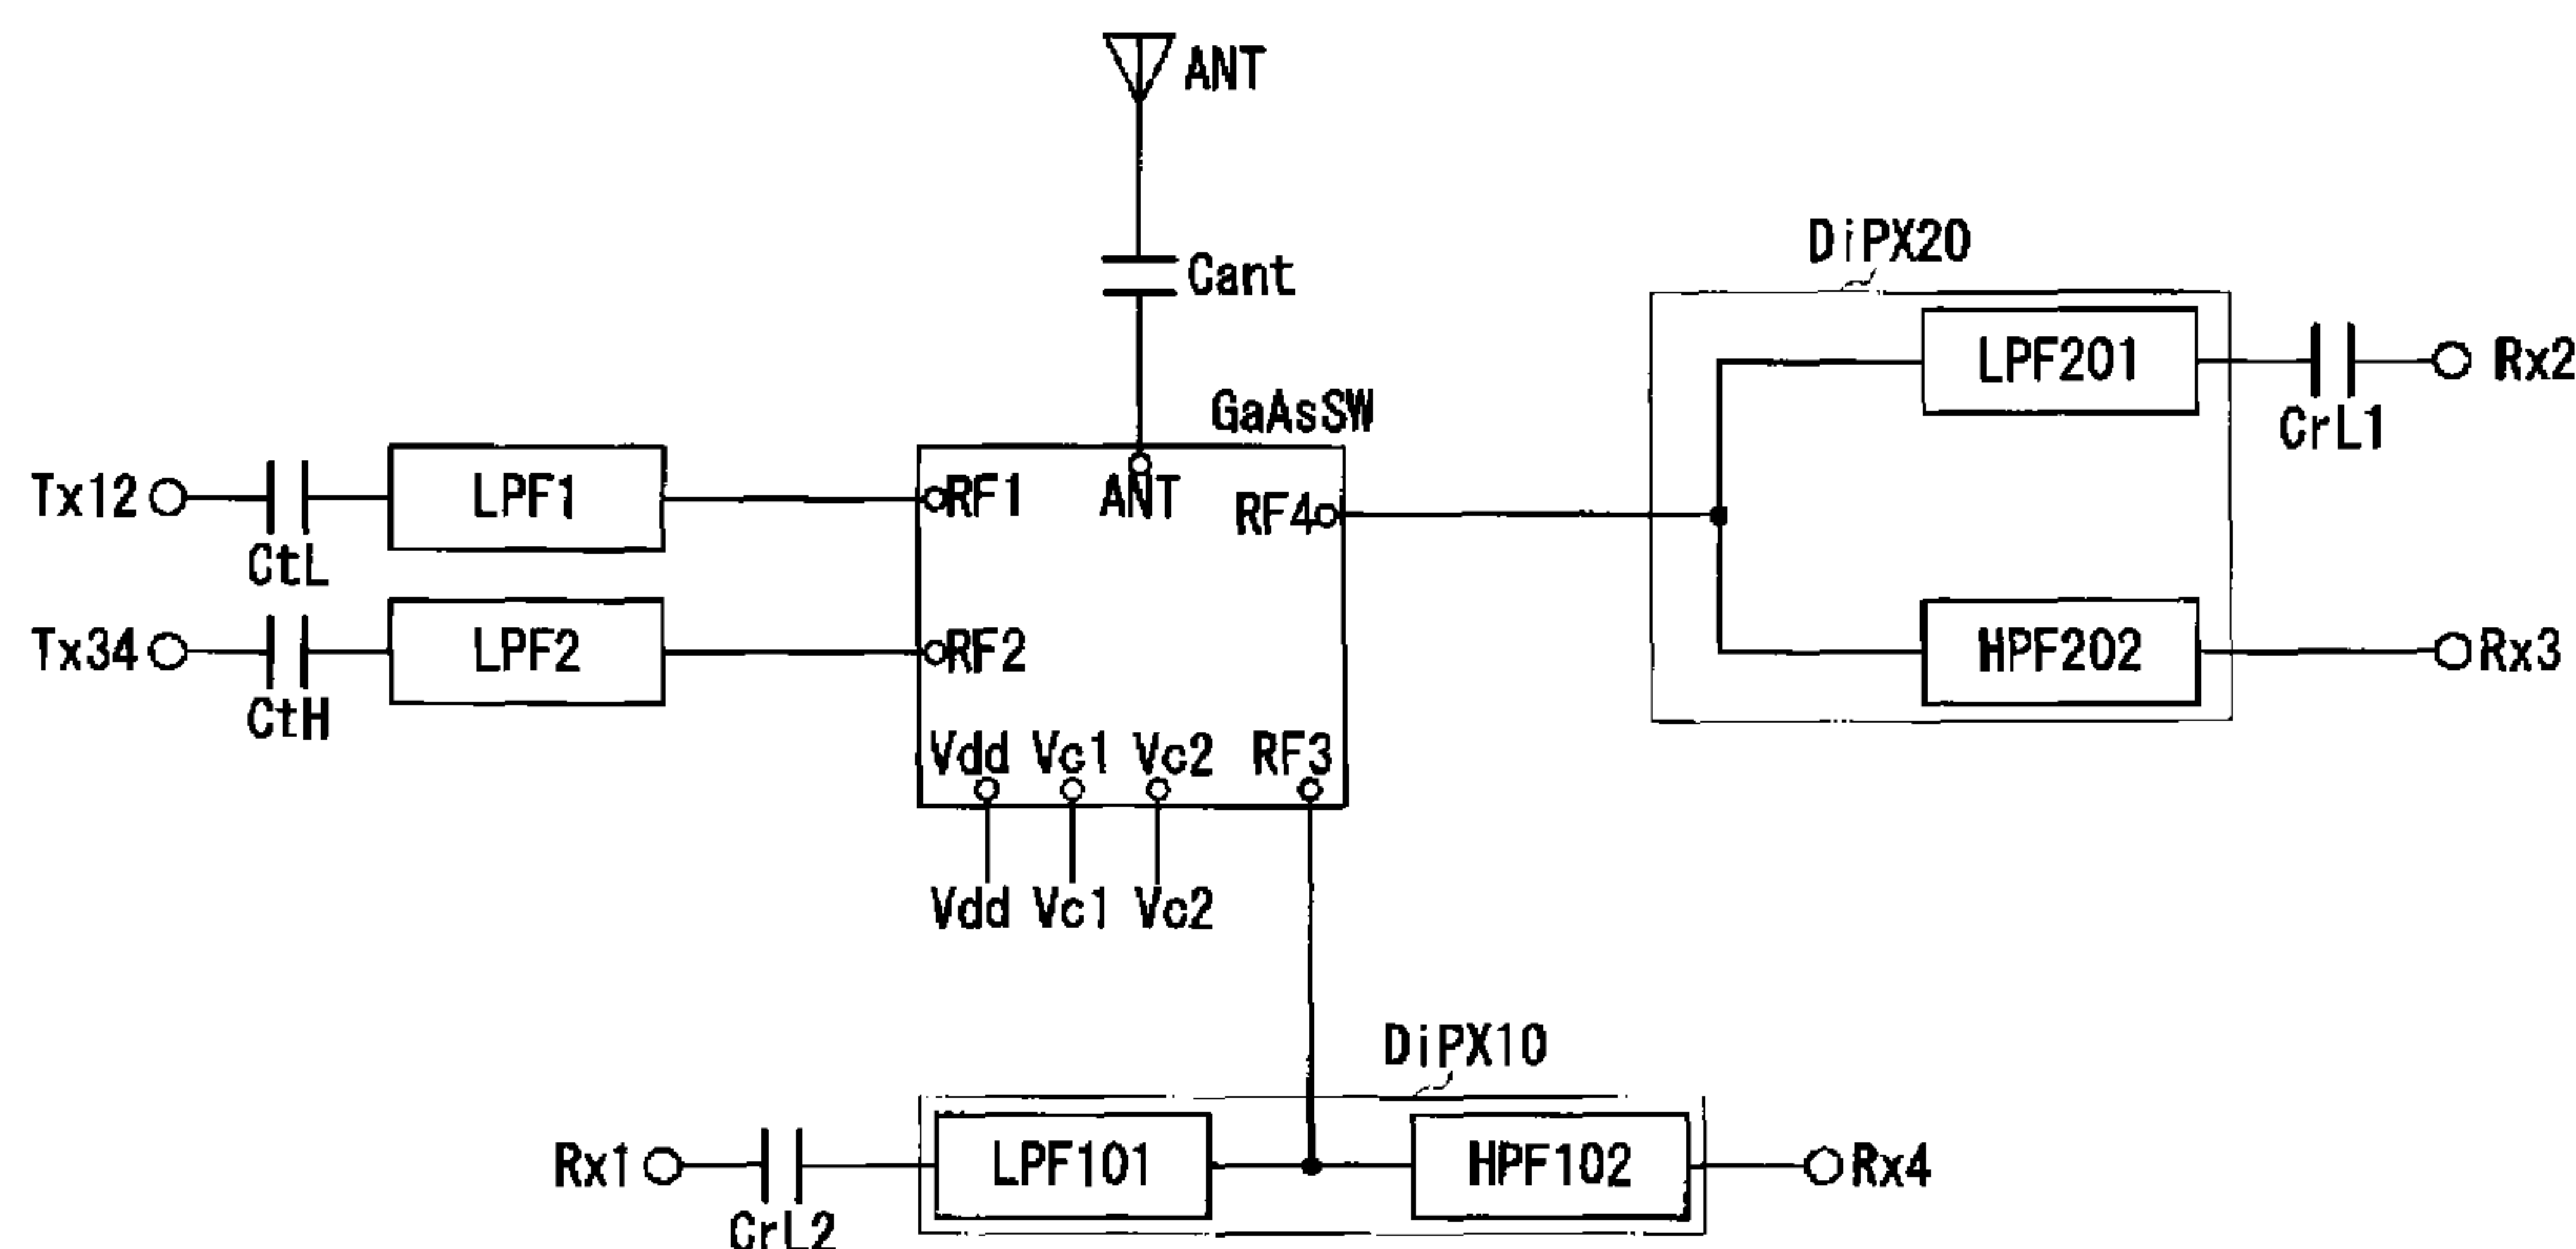 ANT
Cant
DiPX20
LPF201
Rx2
CrL1
GaAsSW
Tx12
LPF1
RF1
ANT
RF4
CtL
Tx34
LPF2
RF2
HPF202
Rx3
CtH
Vdd Vc1 Vc2 RF3
Vdd Vc1 Vc2
DiPX10
Rx1
LPF101
HPF102
Rx4
CrL2